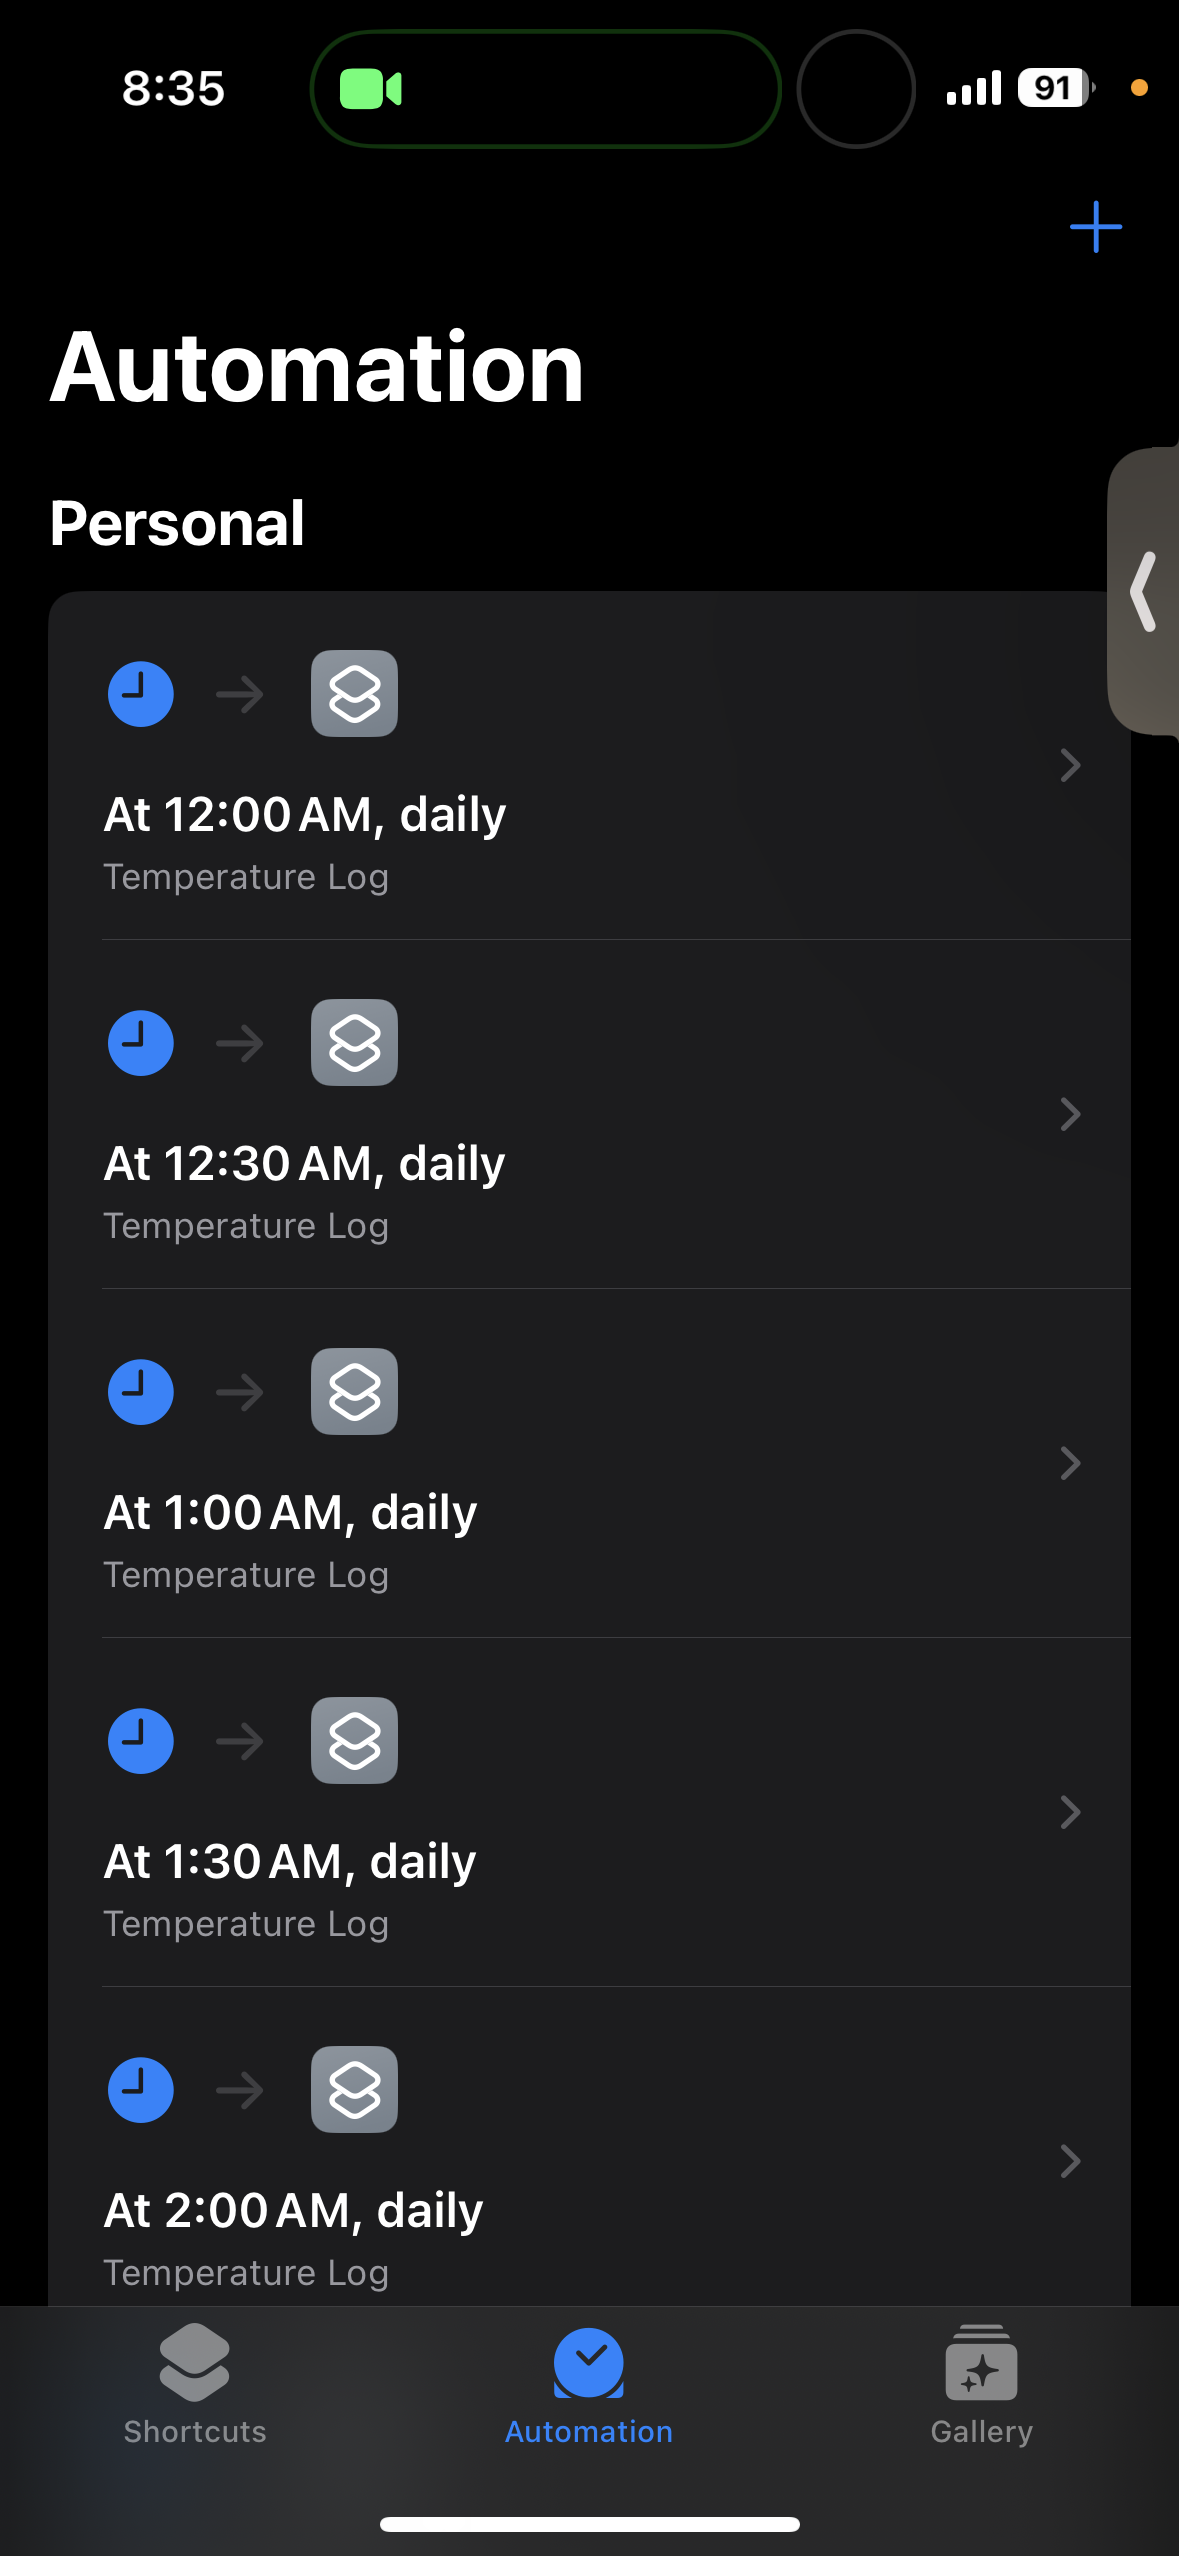 8:35
91
Automation
Personal
At 12:00 AM, daily
Temperature Log
At 12:30 AM, daily
Temperature Log
At 1:00 AM, daily
Temperature Log
At 1:30 AM, daily
Temperature Log
At 2:00 AM, daily
Temperature Log
Shortcuts
Automation
Gallery